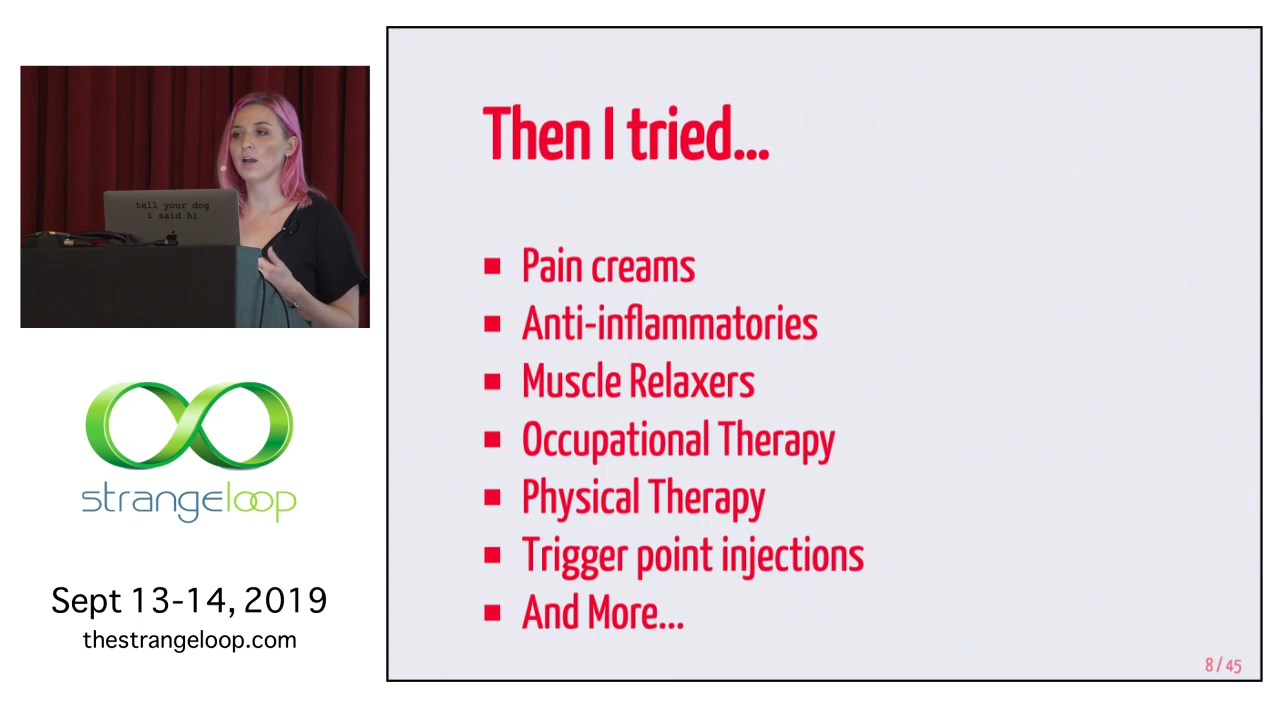 tell your dog
i said hi
strangeloop
Sept 13-14, 2019
thestrangeloop.com
Then I tried...
Pain creams
Anti-inflammatories
Muscle Relaxers
Occupational Therapy
Physical Therapy
Trigger point injections
And More...
8 / 45